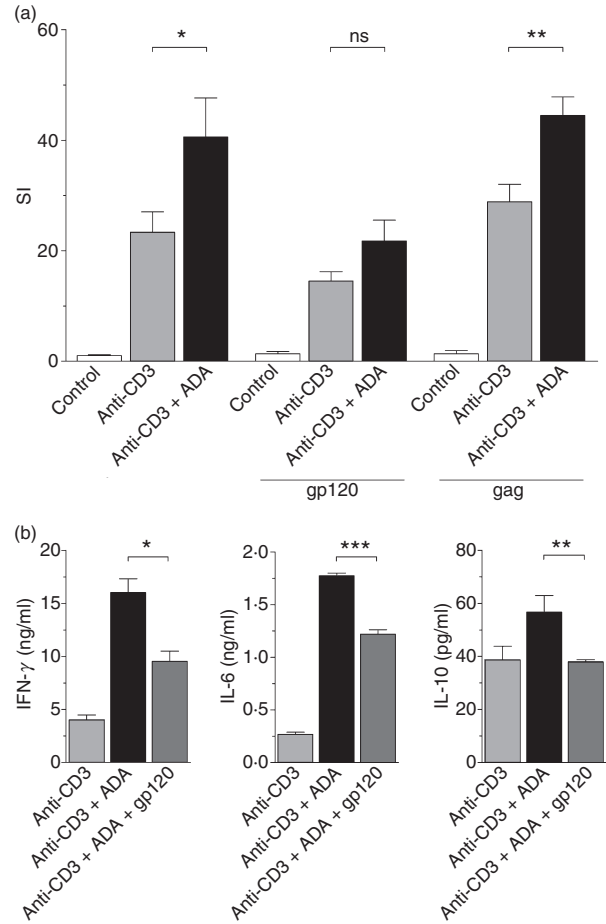 (a)
60
40
20
0
SI
*
ns
**
Control
Anti-CD3
Anti-CD3 + ADA
Control
Anti-CD3
Anti-CD3 + ADA
Control
Anti-CD3
Anti-CD3 + ADA
gp120
gag
(b)
20
15
10
5
0
IFN-γ (ng/ml)
*
Anti-CD3
Anti-CD3 + ADA
Anti-CD3 + ADA + gp120
2·0
1·5
1·0
0·5
0·0
IL-6 (ng/ml)
***
Anti-CD3
Anti-CD3 + ADA
Anti-CD3 + ADA + gp120
80
60
40
20
0
IL-10 (pg/ml)
**
Anti-CD3
Anti-CD3 + ADA
Anti-CD3 + ADA + gp120